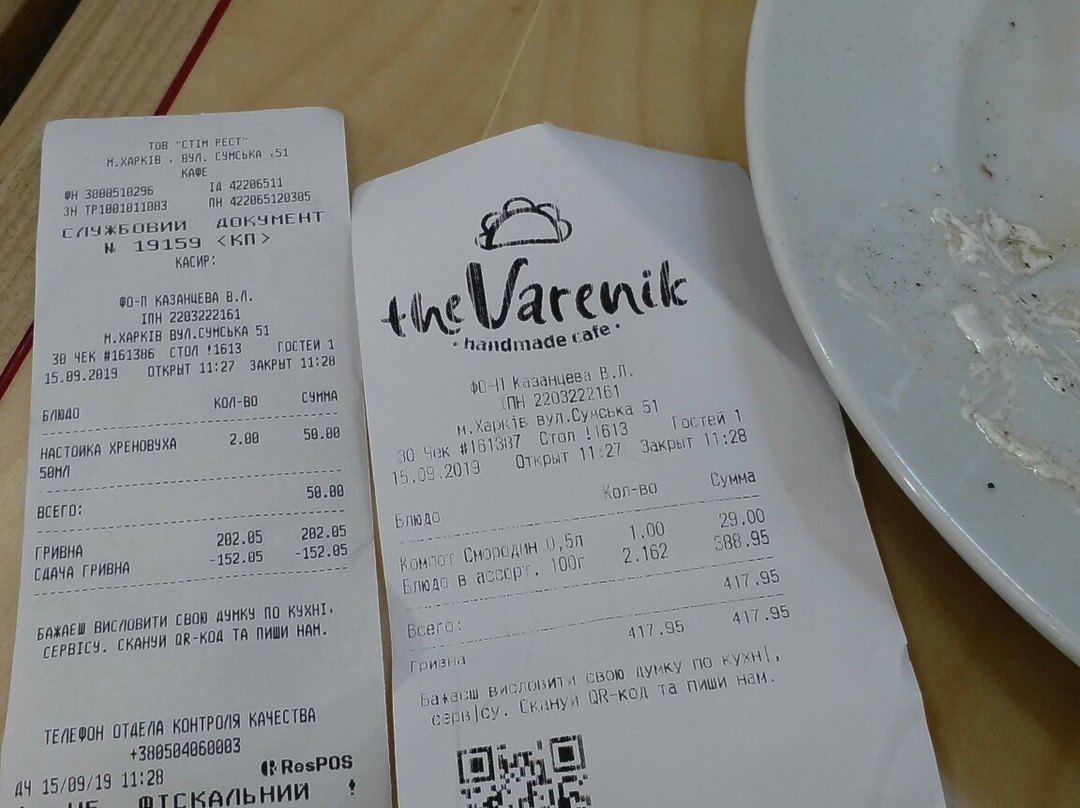 ТОВ "СТІМ РЕСТ"
М.ХАРКІВ . ВУЛ. СУМСЬКА .51
КАФЕ
ФН 3000510296 ІД 42206511
ЗН ТР1001011083 ПН 422065120305
СЛУЖБОВИЙ ДОКУМЕНТ
№ 19159 <КП>
КАСИР:
ФО-П КАЗАНЦЕВА В.Л.
ІПН 2203222161
М.ХАРКІВ ВУЛ.СУМСЬКА 51
30 ЧЕК #161386 СТОЛ !1613 ГОСТЕЙ 1
15.09.2019 ОТКРЫТ 11:27 ЗАКРЫТ 11:28
БЛЮДО КОЛ-ВО СУММА
НАСТОЙКА ХРЕНОВУХА 2.00 50.00
50МЛ
ВСЕГО: 50.00
ГРИВНА 202.05 202.05
СДАЧА ГРИВНА -152.05 -152.05
БАЖАЄШ ВИСЛОВИТИ СВОЮ ДУМКУ ПО КУХНІ,
СЕРВІСУ. СКАНУЙ QR-КОД ТА ПИШИ НАМ.
ТЕЛЕФОН ОТДЕЛА КОНТРОЛЯ КАЧЕСТВА
+380504060003
ДЧ 15/09/19 11:28 ResPOS
НЕ ФІСКАЛЬНИЙ !
the Varenik
· handmade cafe ·
ФО-П Казанцева В.Л.
ІПН 2203222161
м.Харків вул.Сумська 51
30 Чек #161387 Стол !1613 Гостей 1
15.09.2019 Открыт 11:27 Закрыт 11:28
Блюдо Кол-во Сумма
Компот Смородин 0,5л 1.00 29.00
Блюдо в ассорт. 100г 2.162 388.95
Всего: 417.95
Гривна 417.95 417.95
Бажаєш висловити свою думку по кухні,
сервісу. Скануй QR-код та пиши нам.